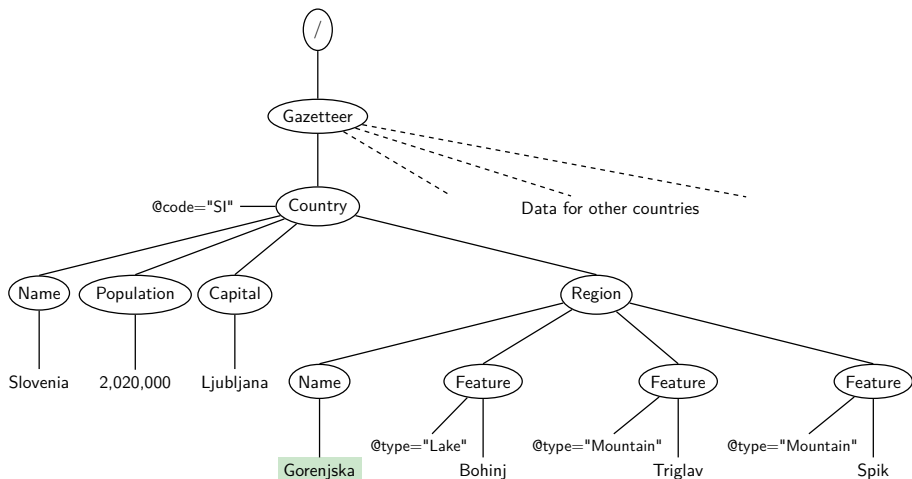 /
Gazetteer
@code="SI"
Country
Data for other countries
Name
Population
Capital
Region
Slovenia
2,020,000
Ljubljana
Name
Feature
Feature
Feature
@type="Lake"
@type="Mountain"
@type="Mountain"
Gorenjska
Bohinj
Triglav
Spik